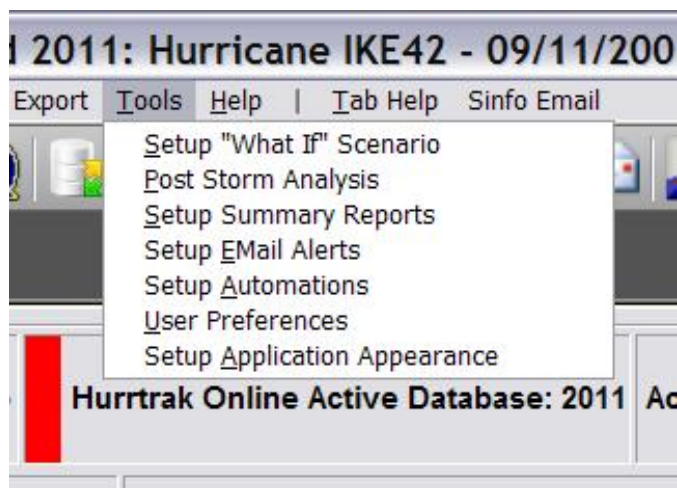 2011: Hurricane IKE42 - 09/11/200
Export Tools Help | Tab Help Sinfo Email
Setup "What If" Scenario
Post Storm Analysis
Setup Summary Reports
Setup EMail Alerts
Setup Automations
User Preferences
Setup Application Appearance
Hurrtrak Online Active Database: 2011